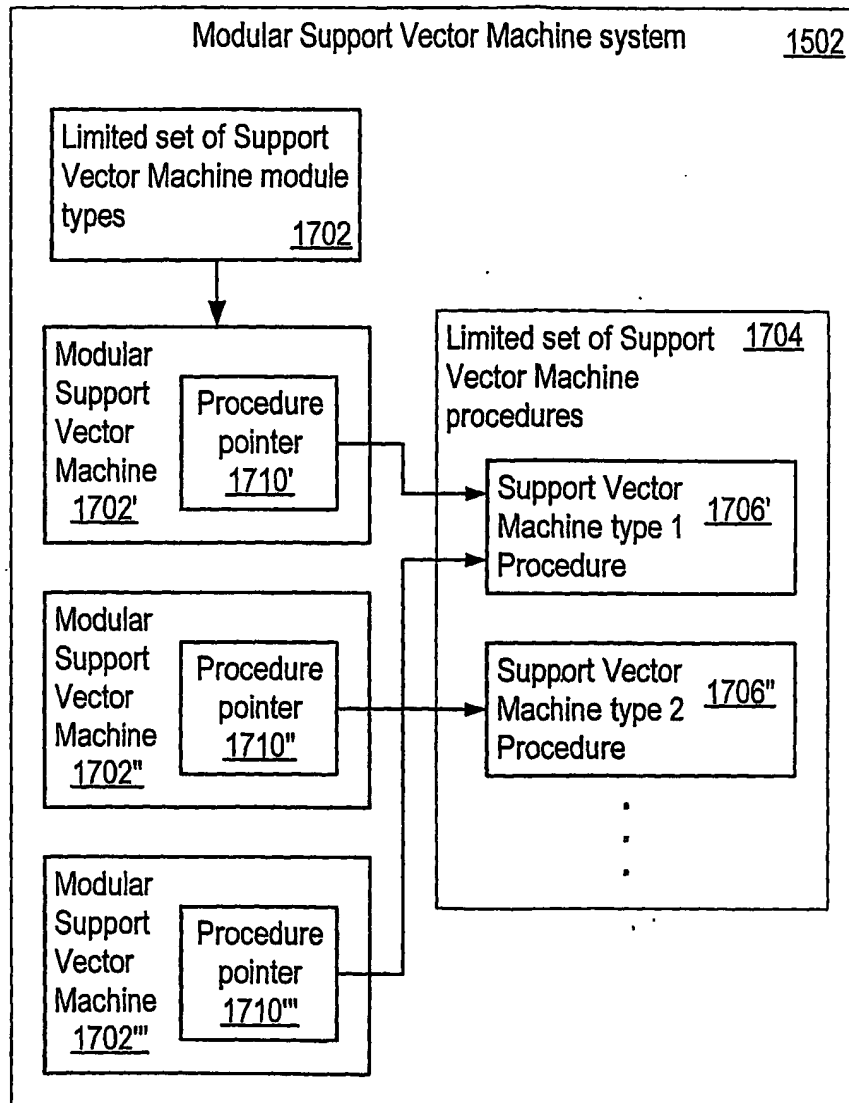 Modular Support Vector Machine system 1502
Limited set of Support
Vector Machine module
types 1702
Modular
Support
Vector
Machine
1702'
Procedure
pointer
1710'
Limited set of Support 1704
Vector Machine
procedures
Support Vector
Machine type 1 1706'
Procedure
Modular
Support
Vector
Machine
1702"
Procedure
pointer
1710"
Support Vector
Machine type 2 1706"
Procedure
Modular
Support
Vector
Machine
1702'''
Procedure
pointer
1710'''